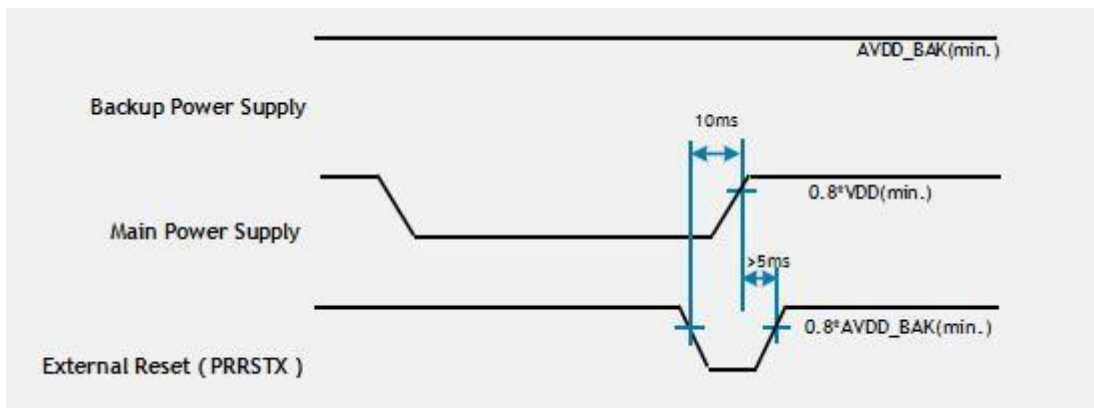 AVDD_BAK(min.)
Backup Power Supply
10ms
0.8*VDD(min.)
Main Power Supply
>5ms
0.8*AVDD_BAK(min.)
External Reset ( PRRSTX )